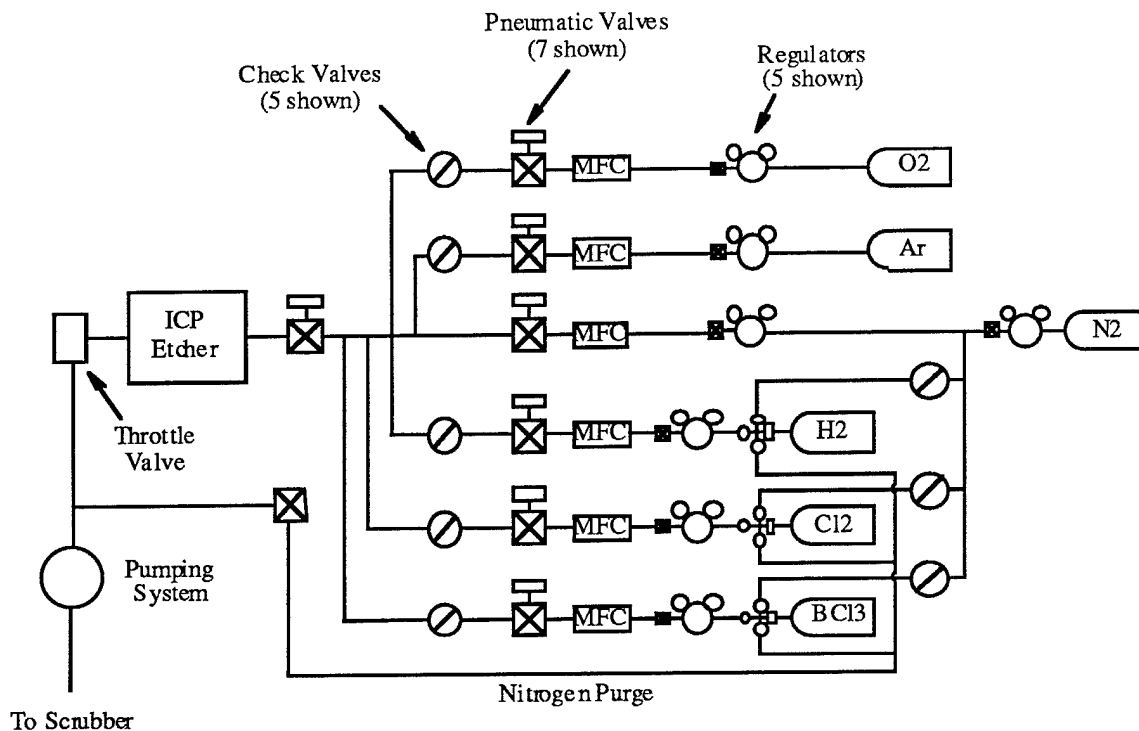 Pneumatic Valves
(7 shown)
Regulators
(5 shown)
Check Valves
(5 shown)
MFC
O2
MFC
Ar
ICP
Etcher
MFC
N2
Throttle
Valve
MFC
H2
MFC
Cl2
Pumping
System
MFC
BCl3
Nitrogen Purge
To Scrubber